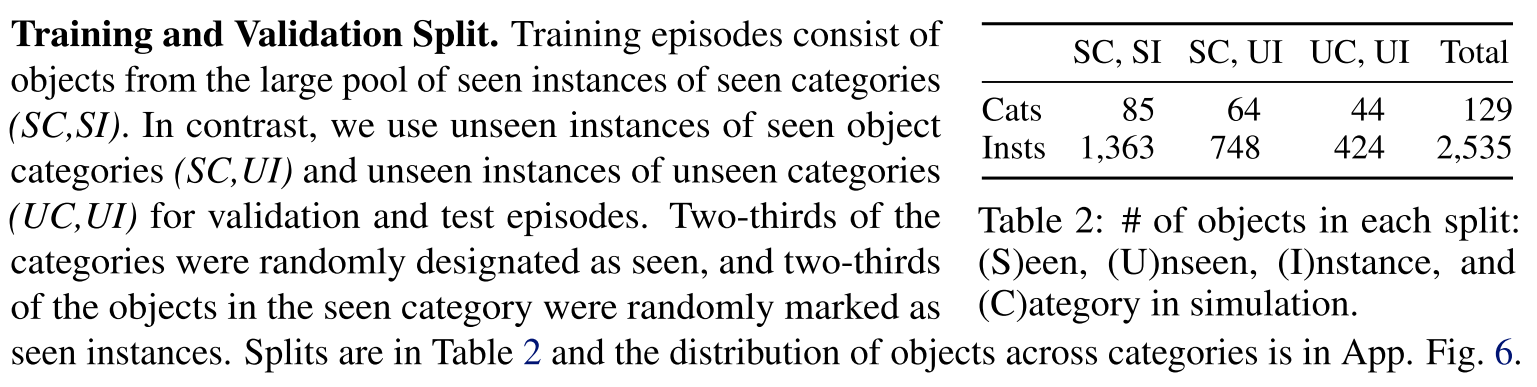 Training and Validation Split. Training episodes consist of
objects from the large pool of seen instances of seen categories
(SC,SI). In contrast, we use unseen instances of seen object
categories (SC,UI) and unseen instances of unseen categories
(UC,UI) for validation and test episodes. Two-thirds of the
categories were randomly designated as seen, and two-thirds
of the objects in the seen category were randomly marked as
seen instances. Splits are in Table 2 and the distribution of objects across categories is in App. Fig. 6.
SC, SI SC, UI UC, UI Total
Cats 85 64 44 129
Insts 1,363 748 424 2,535
Table 2: # of objects in each split:
(S)een, (U)nseen, (I)nstance, and
(C)ategory in simulation.